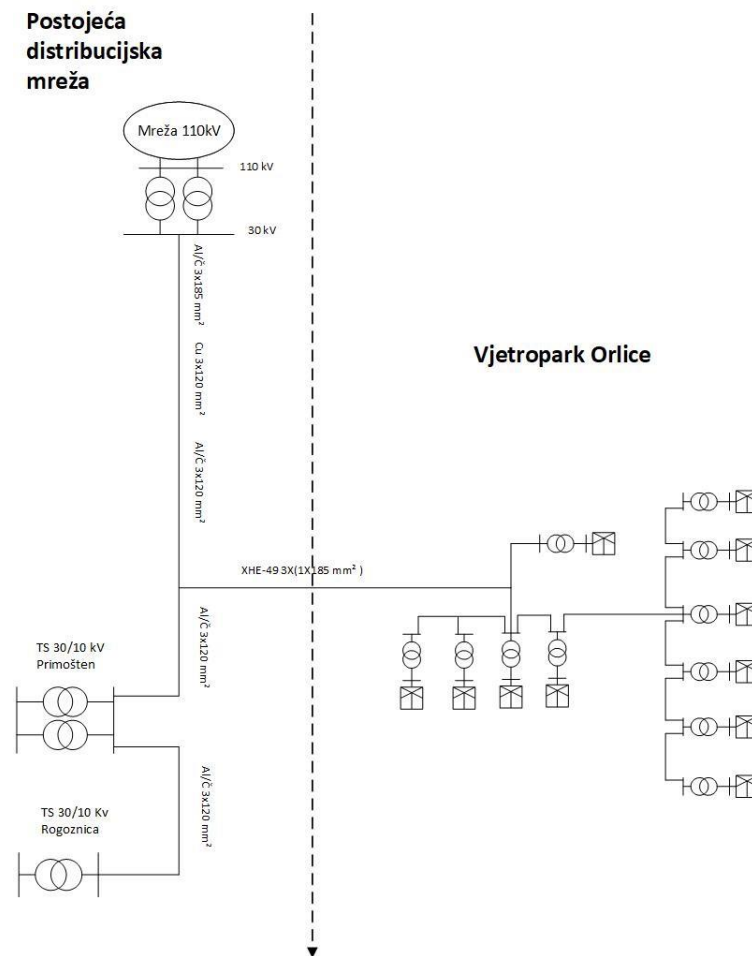 Postojeća
distribucijska
mreža
Mreža 110kV
110 kV
30 kV
Al/Č 3x185 mm²
Cu 3x120 mm²
Al/Č 3x120 mm²
Vjetropark Orlice
XHE-49 3X(1X185 mm² )
Al/Č 3x120 mm²
TS 30/10 kV
Primošten
Al/Č 3x120 mm²
TS 30/10 Kv
Rogoznica